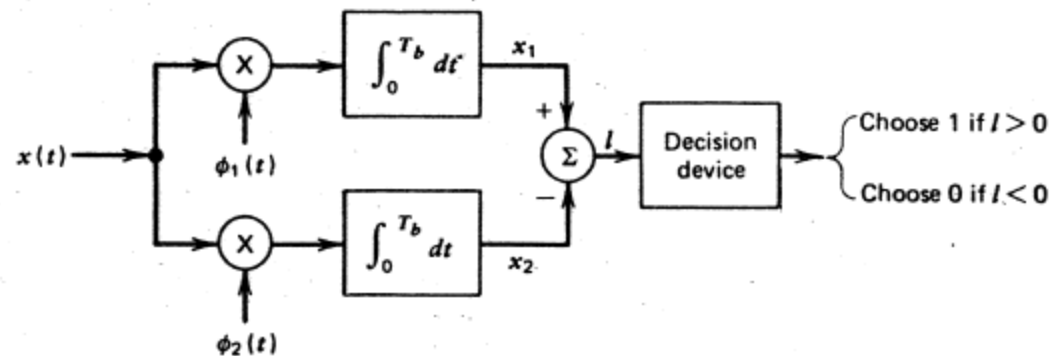 x(t)
X
ϕ₁(t)
∫₀^{T_b} dt
x₁
+
Σ
−
l
Decision
device
Choose 1 if l > 0
Choose 0 if l < 0
X
ϕ₂(t)
∫₀^{T_b} dt
x₂